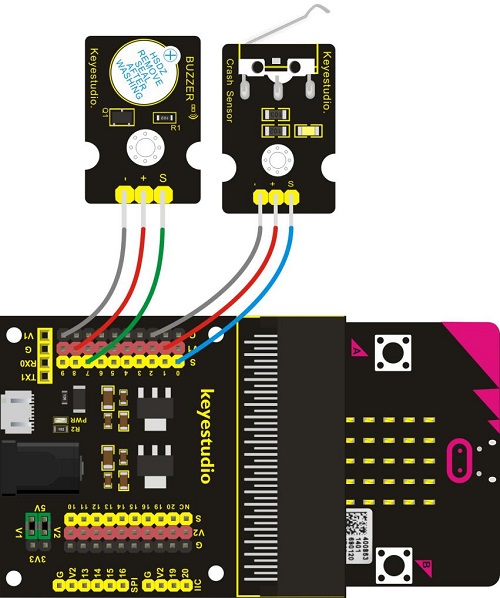 Keyestudio.
HSDZ
REMOVE
SEAL
AFTER
WASHING
+
BUZZER
Q1
R1
- + S
Keyestudio.
Crash Sensor
- + S
V1
G
RX0
TX1
9 8 7 6 5 4 3 2 1 0
G
V1
S
PWR
R2
keyestudio
A
5V
V1
V2
3V3
10 11 12 13 14 15 16 19 20 NC
S
V2
G
G V2 13 14 15 16 SPI
G V2 19 20 IIC
B